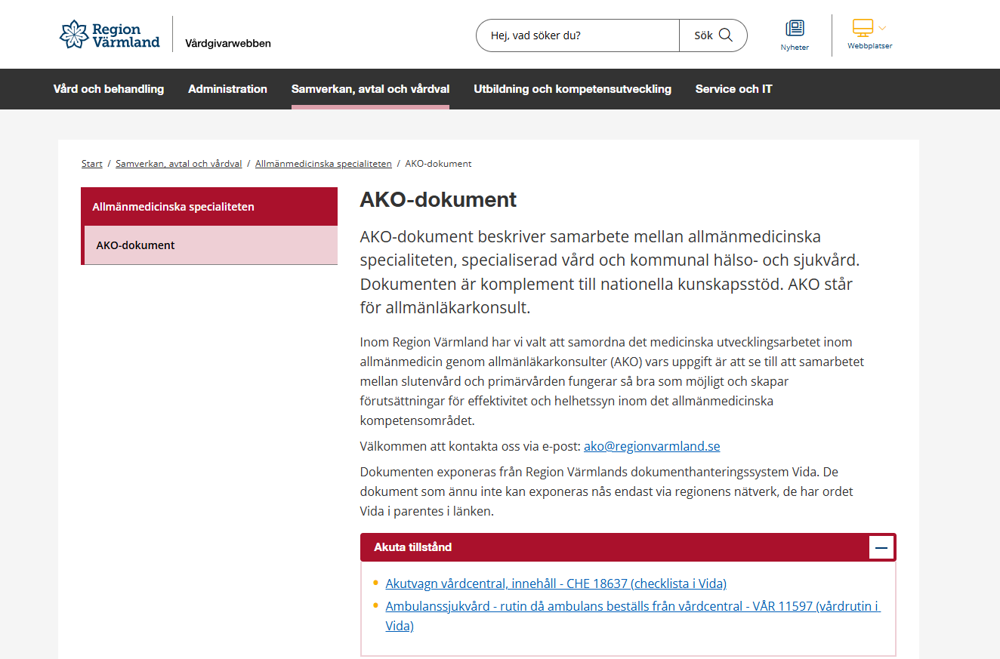 Region
Värmland
Vårdgivarwebben
Hej, vad söker du?
Sök
Nyheter
Webbplatser
Vård och behandling
Administration
Samverkan, avtal och vårdval
Utbildning och kompetensutveckling
Service och IT
Start / Samverkan, avtal och vårdval / Allmänmedicinska specialiteten / AKO-dokument
Allmänmedicinska specialiteten
AKO-dokument
AKO-dokument
AKO-dokument beskriver samarbete mellan allmänmedicinska
specialiteten, specialiserad vård och kommunal hälso- och sjukvård.
Dokumenten är komplement till nationella kunskapsstöd. AKO står
för allmänläkarkonsult.
Inom Region Värmland har vi valt att samordna det medicinska utvecklingsarbetet inom
allmänmedicin genom allmänläkarkonsulter (AKO) vars uppgift är att se till att samarbetet
mellan slutenvård och primärvården fungerar så bra som möjligt och skapar
förutsättningar för effektivitet och helhetssyn inom det allmänmedicinska
kompetensområdet.
Välkommen att kontakta oss via e-post: ako@regionvarmland.se
Dokumenten exponeras från Region Värmlands dokumenthanteringssystem Vida. De
dokument som ännu inte kan exponeras nås endast via regionens nätverk, de har ordet
Vida i parentes i länken.
Akuta tillstånd
Akutvagn vårdcentral, innehåll - CHE 18637 (checklista i Vida)
Ambulanssjukvård - rutin då ambulans beställs från vårdcentral - VÅR 11597 (vårdrutin i
Vida)